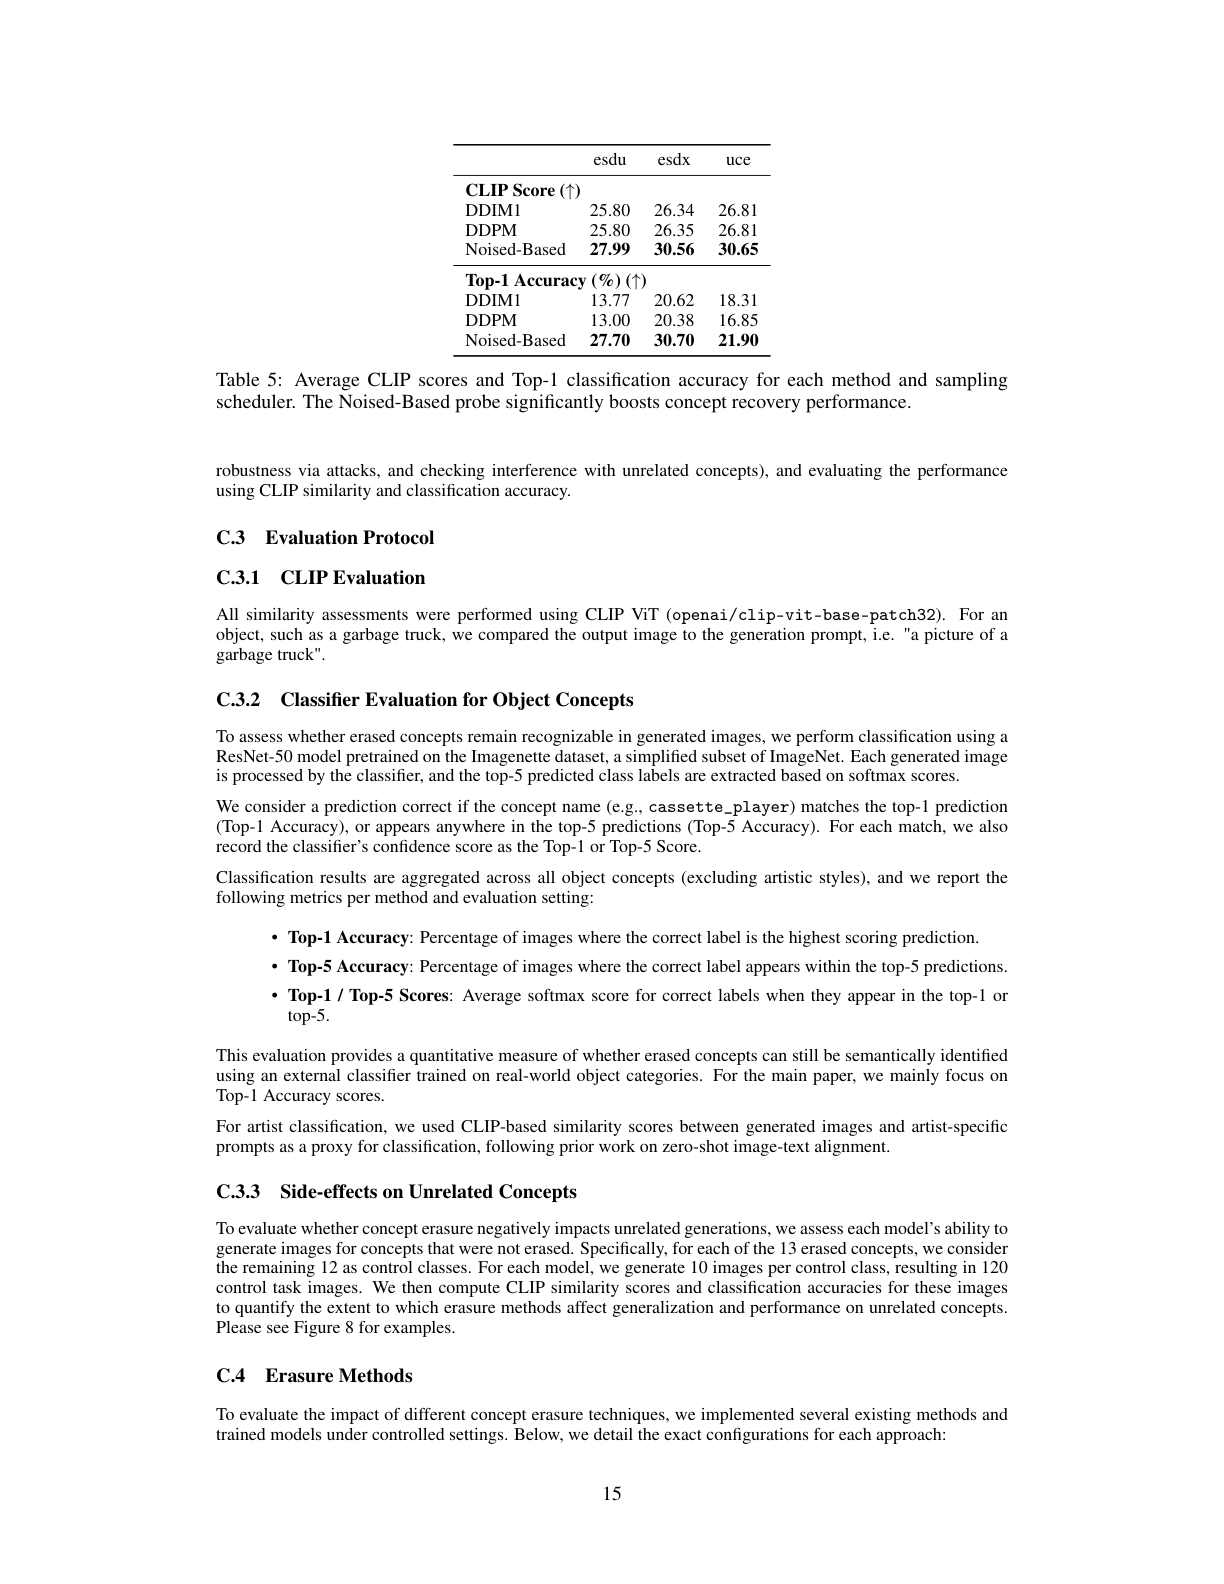 esdu esdx uce
CLIP Score (↑)
DDIM1 25.80 26.34 26.81
DDPM 25.80 26.35 26.81
Noised-Based 27.99 30.56 30.65
Top-1 Accuracy (%) (↑)
DDIM1 13.77 20.62 18.31
DDPM 13.00 20.38 16.85
Noised-Based 27.70 30.70 21.90
Table 5: Average CLIP scores and Top-1 classification accuracy for each method and sampling
scheduler. The Noised-Based probe significantly boosts concept recovery performance.
robustness via attacks, and checking interference with unrelated concepts), and evaluating the performance
using CLIP similarity and classification accuracy.
C.3 Evaluation Protocol
C.3.1 CLIP Evaluation
All similarity assessments were performed using CLIP ViT (openai/clip-vit-base-patch32). For an
object, such as a garbage truck, we compared the output image to the generation prompt, i.e. "a picture of a
garbage truck".
C.3.2 Classifier Evaluation for Object Concepts
To assess whether erased concepts remain recognizable in generated images, we perform classification using a
ResNet-50 model pretrained on the Imagenette dataset, a simplified subset of ImageNet. Each generated image
is processed by the classifier, and the top-5 predicted class labels are extracted based on softmax scores.
We consider a prediction correct if the concept name (e.g., cassette_player) matches the top-1 prediction
(Top-1 Accuracy), or appears anywhere in the top-5 predictions (Top-5 Accuracy). For each match, we also
record the classifier's confidence score as the Top-1 or Top-5 Score.
Classification results are aggregated across all object concepts (excluding artistic styles), and we report the
following metrics per method and evaluation setting:
• Top-1 Accuracy: Percentage of images where the correct label is the highest scoring prediction.
• Top-5 Accuracy: Percentage of images where the correct label appears within the top-5 predictions.
• Top-1 / Top-5 Scores: Average softmax score for correct labels when they appear in the top-1 or
top-5.
This evaluation provides a quantitative measure of whether erased concepts can still be semantically identified
using an external classifier trained on real-world object categories. For the main paper, we mainly focus on
Top-1 Accuracy scores.
For artist classification, we used CLIP-based similarity scores between generated images and artist-specific
prompts as a proxy for classification, following prior work on zero-shot image-text alignment.
C.3.3 Side-effects on Unrelated Concepts
To evaluate whether concept erasure negatively impacts unrelated generations, we assess each model's ability to
generate images for concepts that were not erased. Specifically, for each of the 13 erased concepts, we consider
the remaining 12 as control classes. For each model, we generate 10 images per control class, resulting in 120
control task images. We then compute CLIP similarity scores and classification accuracies for these images
to quantify the extent to which erasure methods affect generalization and performance on unrelated concepts.
Please see Figure 8 for examples.
C.4 Erasure Methods
To evaluate the impact of different concept erasure techniques, we implemented several existing methods and
trained models under controlled settings. Below, we detail the exact configurations for each approach:
15